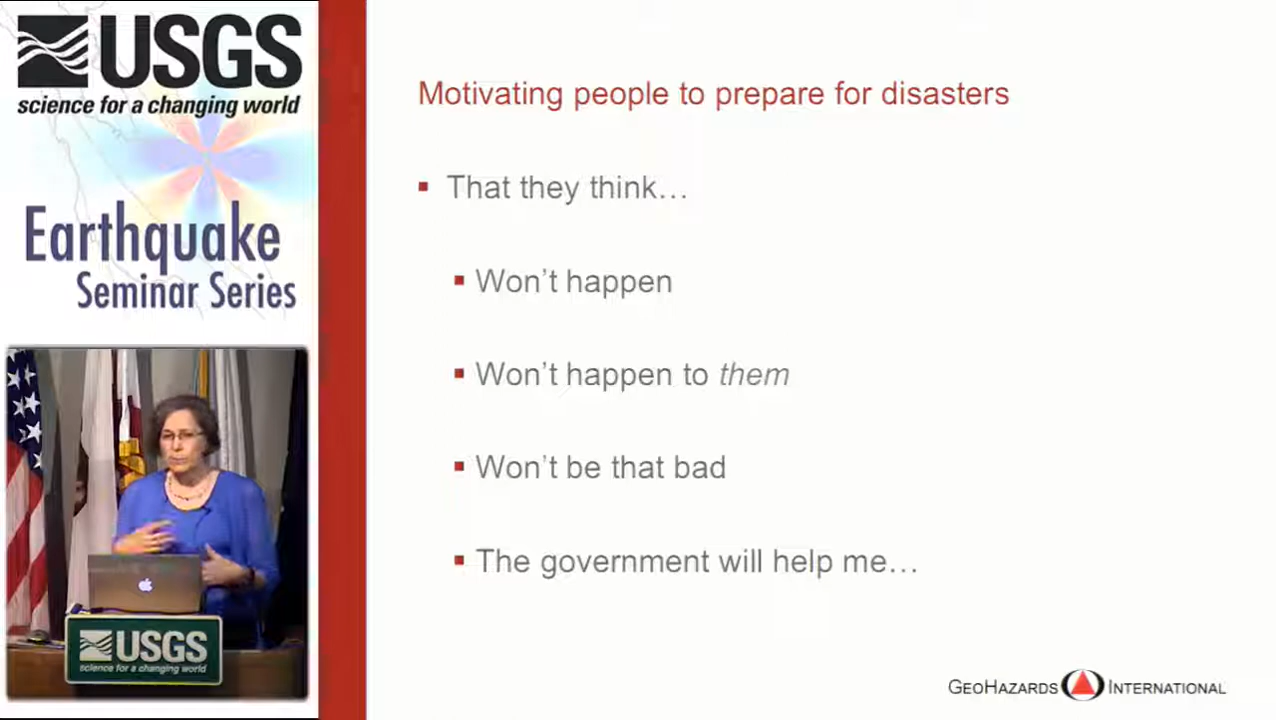 USGS
science for a changing world
Earthquake
Seminar Series
USGS
science for a changing world
Motivating people to prepare for disasters
That they think…
Won’t happen
Won’t happen to them
Won’t be that bad
The government will help me…
GEOHAZARDS INTERNATIONAL